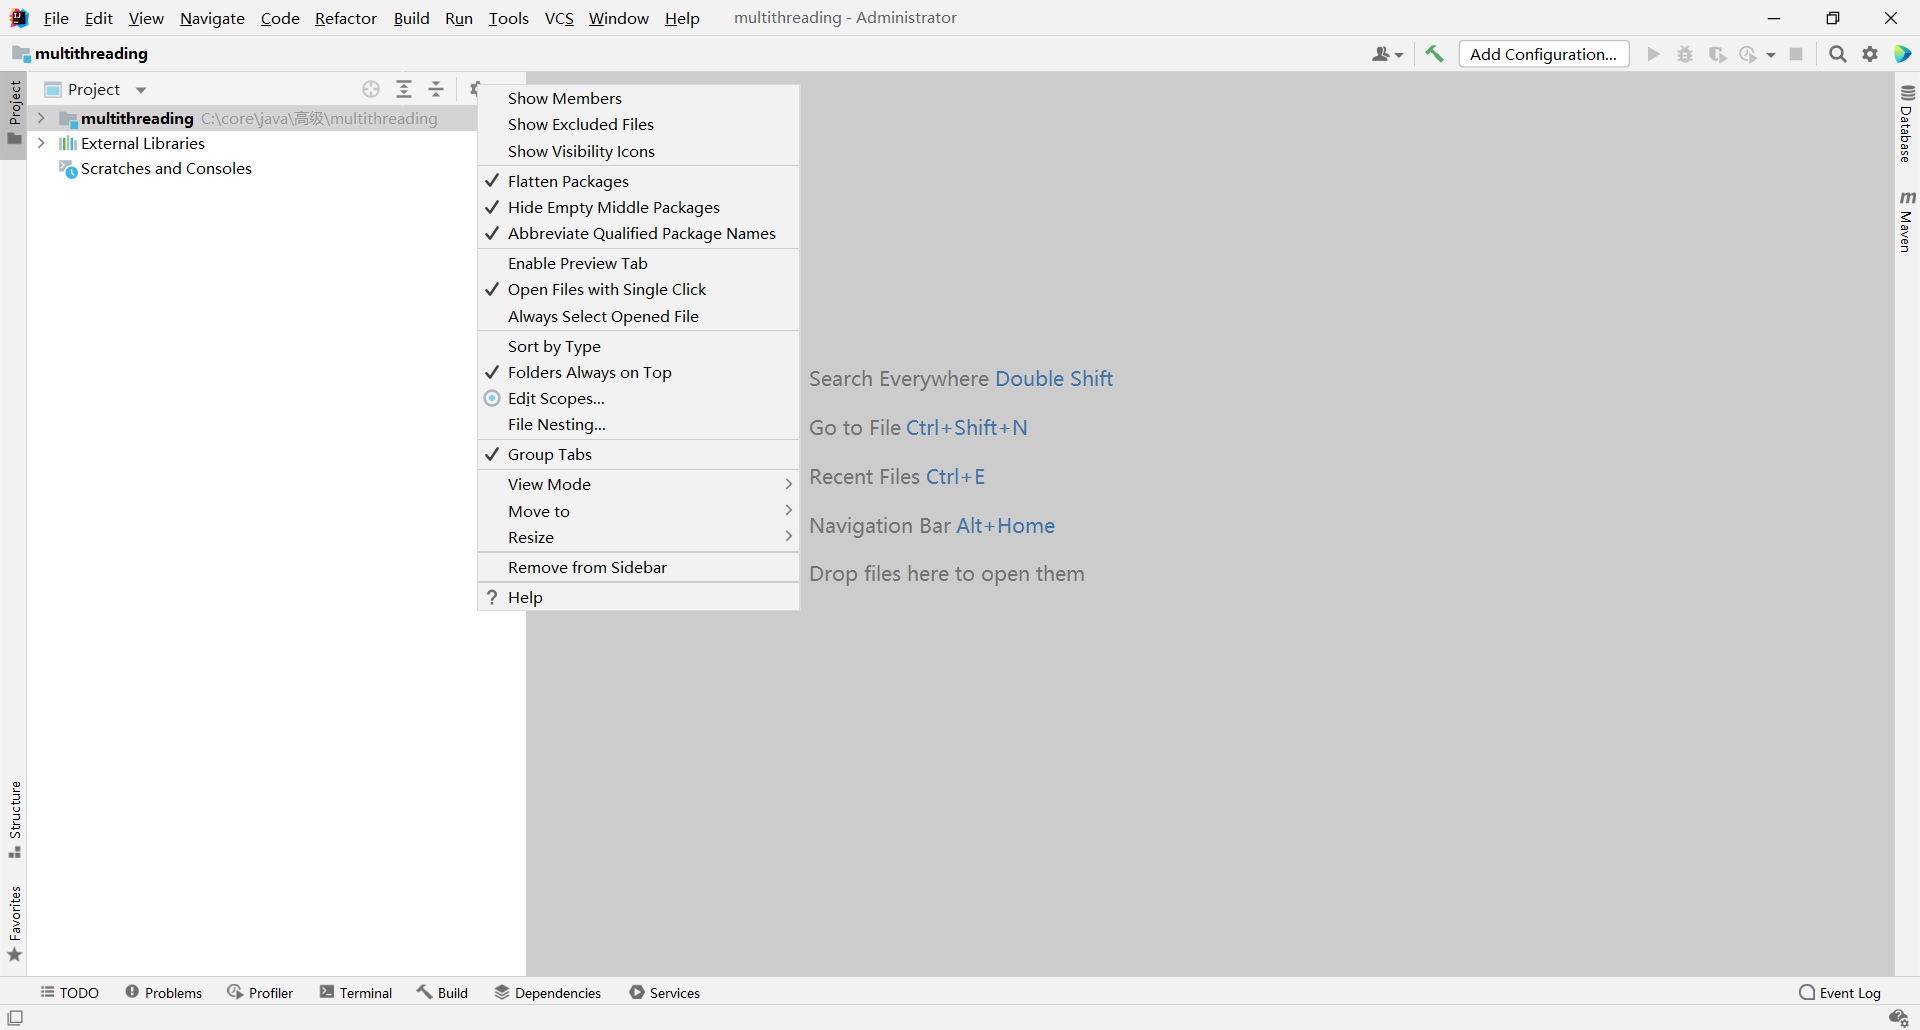 File Edit View Navigate Code Refactor Build Run Tools VCS Window Help multithreading - Administrator
multithreading
Add Configuration...
Project
Project
multithreading C:\core\java\高级\multithreading
External Libraries
Scratches and Consoles
Show Members
Show Excluded Files
Show Visibility Icons
Flatten Packages
Hide Empty Middle Packages
Abbreviate Qualified Package Names
Enable Preview Tab
Open Files with Single Click
Always Select Opened File
Sort by Type
Folders Always on Top
Edit Scopes...
File Nesting...
Group Tabs
View Mode
Move to
Resize
Remove from Sidebar
? Help
Search Everywhere Double Shift
Go to File Ctrl+Shift+N
Recent Files Ctrl+E
Navigation Bar Alt+Home
Drop files here to open them
Database
m Maven
Structure
Favorites
TODO Problems Profiler Terminal Build Dependencies Services Event Log